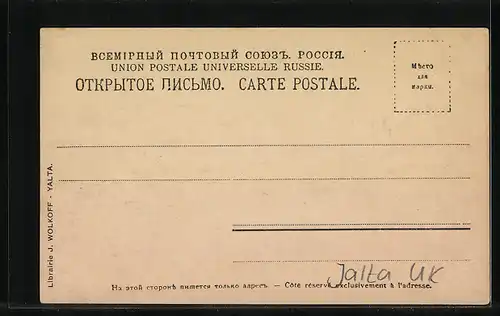 ВСЕМІРНЫЙ ПОЧТОВЫЙ СОЮЗЪ. РОССІЯ.
UNION POSTALE UNIVERSELLE RUSSIE.
ОТКРЫТОЕ ПИСЬМО. CARTE POSTALE.
Мѣсто
для
марки.
Librairie J. WOLKOFF - YALTA.
Jalta UK
На этой сторонѣ пишется только адресъ. — Côté réservé exclusivement à l'adresse.